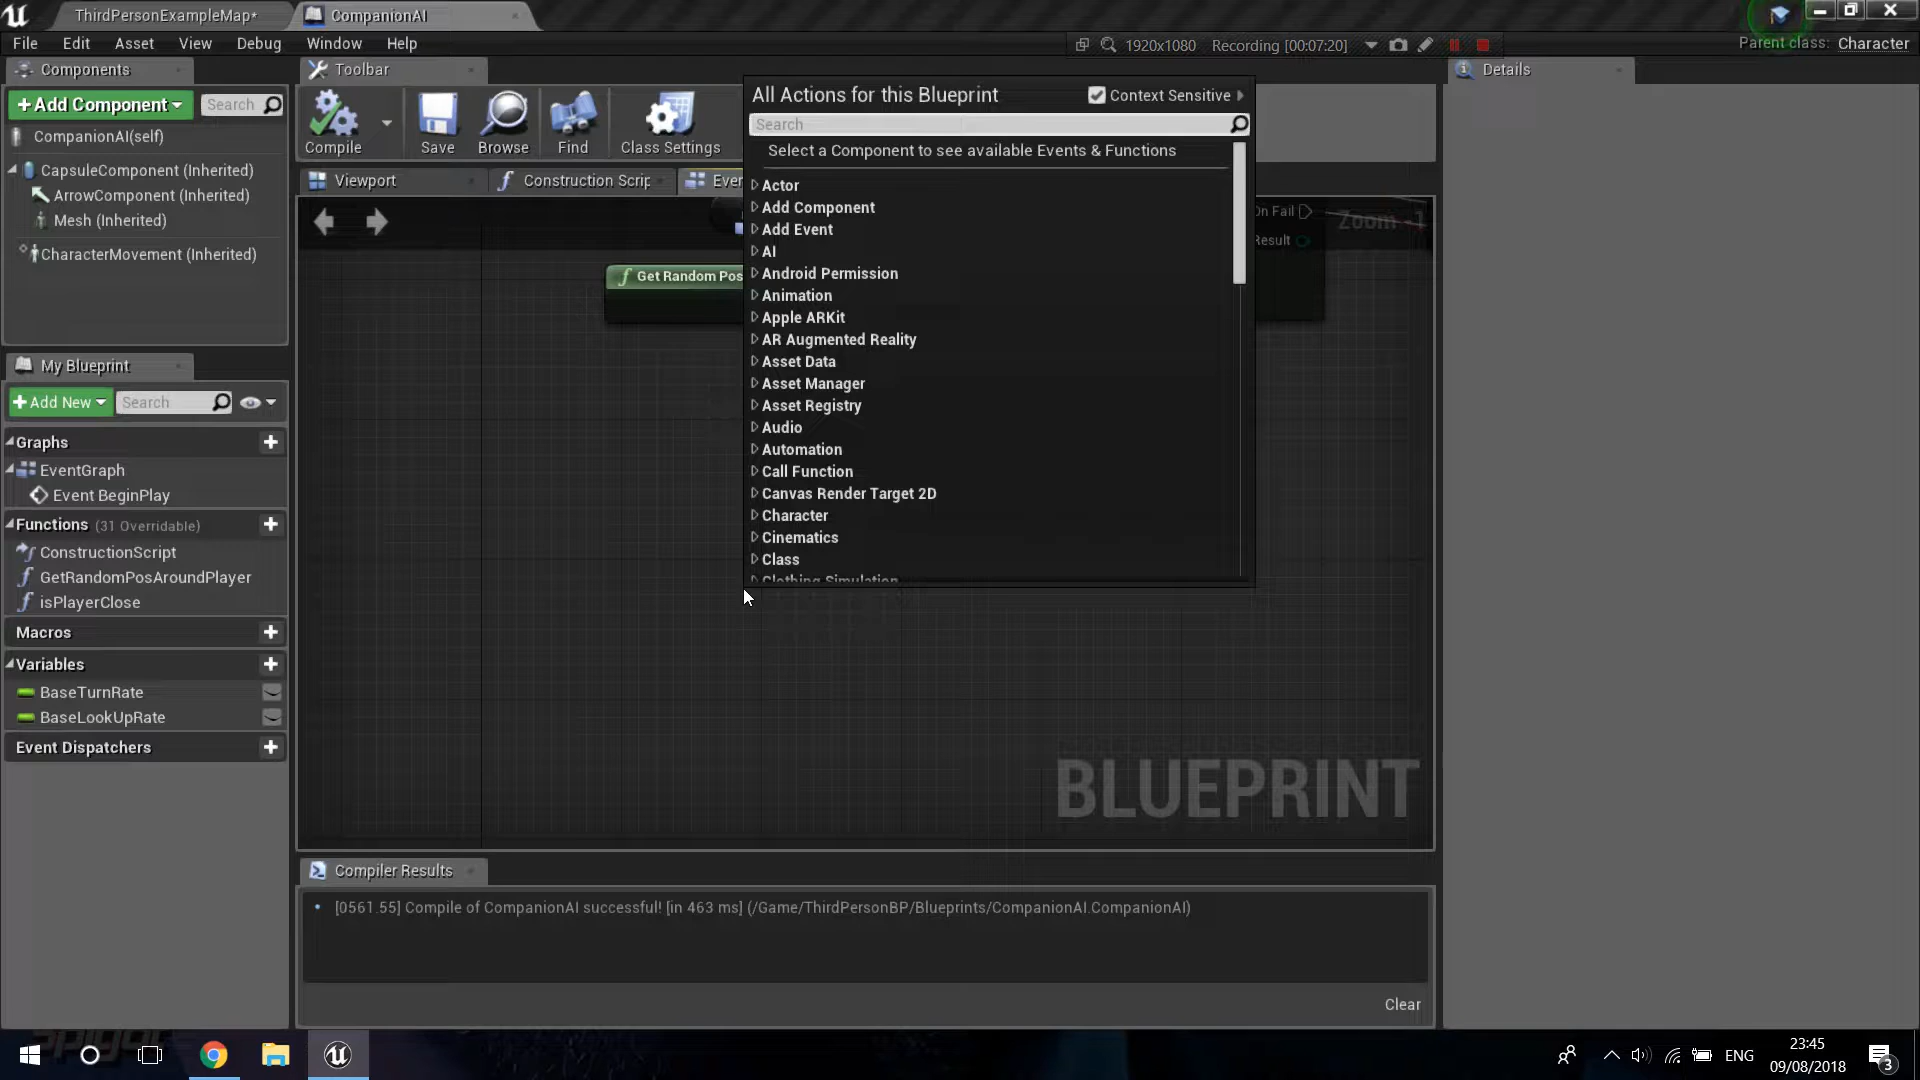 ThirdPersonExampleMap*
CompanionAI
File Edit Asset View Debug Window Help
1920x1080 Recording [00:07:20]
Parent class: Character
Components
Toolbar
Details
+Add Component
Search
CompanionAI(self)
CapsuleComponent (Inherited)
ArrowComponent (Inherited)
Mesh (Inherited)
CharacterMovement (Inherited)
Compile
Save
Browse
Find
Class Settings
Viewport
Construction Scrip
Even
On Fail
Result
Zoom -1
Get Random Pos
All Actions for this Blueprint
Context Sensitive
Search
Select a Component to see available Events & Functions
Actor
Add Component
Add Event
AI
Android Permission
Animation
Apple ARKit
AR Augmented Reality
Asset Data
Asset Manager
Asset Registry
Audio
Automation
Call Function
Canvas Render Target 2D
Character
Cinematics
Class
Clothing Simulation
My Blueprint
+Add New
Search
Graphs
EventGraph
Event BeginPlay
Functions (31 Overridable)
ConstructionScript
GetRandomPosAroundPlayer
isPlayerClose
Macros
Variables
BaseTurnRate
BaseLookUpRate
Event Dispatchers
BLUEPRINT
Compiler Results
[0561.55] Compile of CompanionAI successful! [in 463 ms] (/Game/ThirdPersonBP/Blueprints/CompanionAI.CompanionAI)
Clear
ENG
23:45
09/08/2018
3